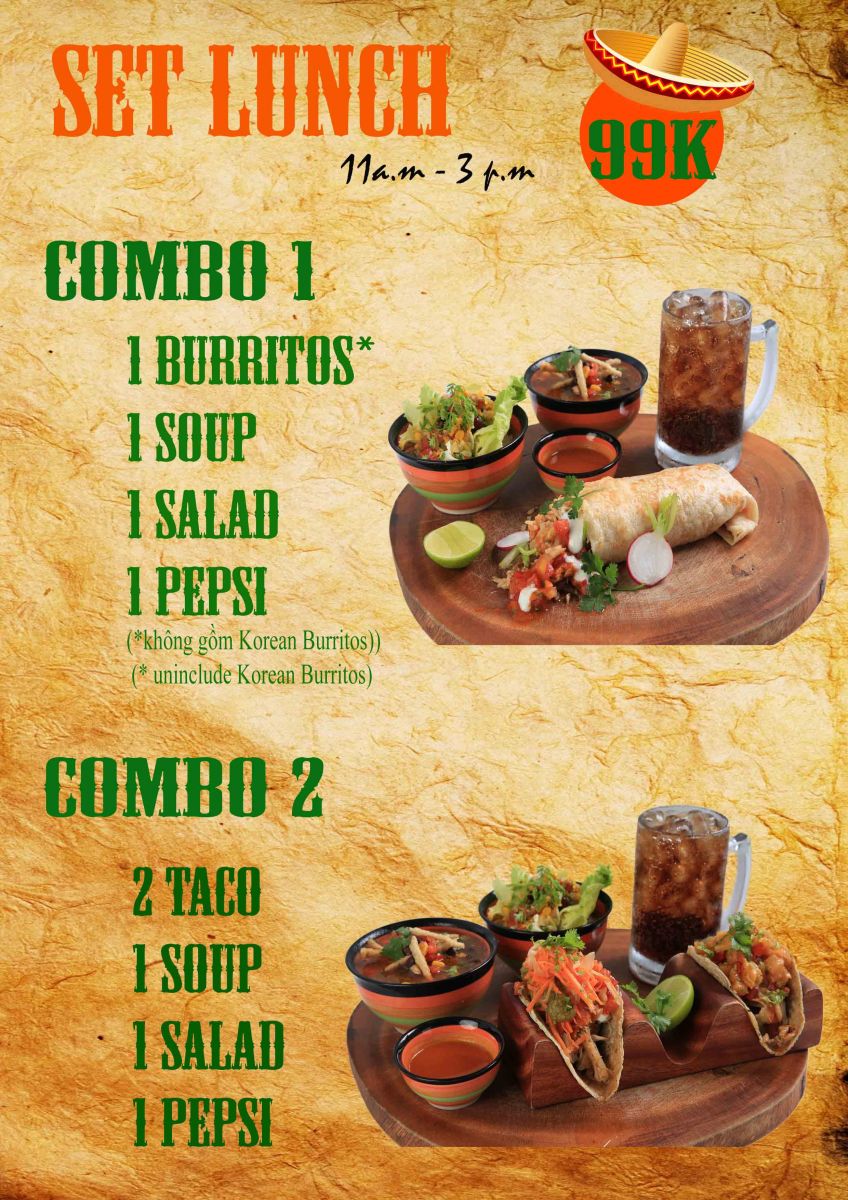 SET LUNCH
99K
11a.m - 3 p.m
COMBO 1
1 BURRITOS*
1 SOUP
1 SALAD
1 PEPSI
(*không gồm Korean Burritos))
(* uninclude Korean Burritos)
COMBO 2
2 TACO
1 SOUP
1 SALAD
1 PEPSI